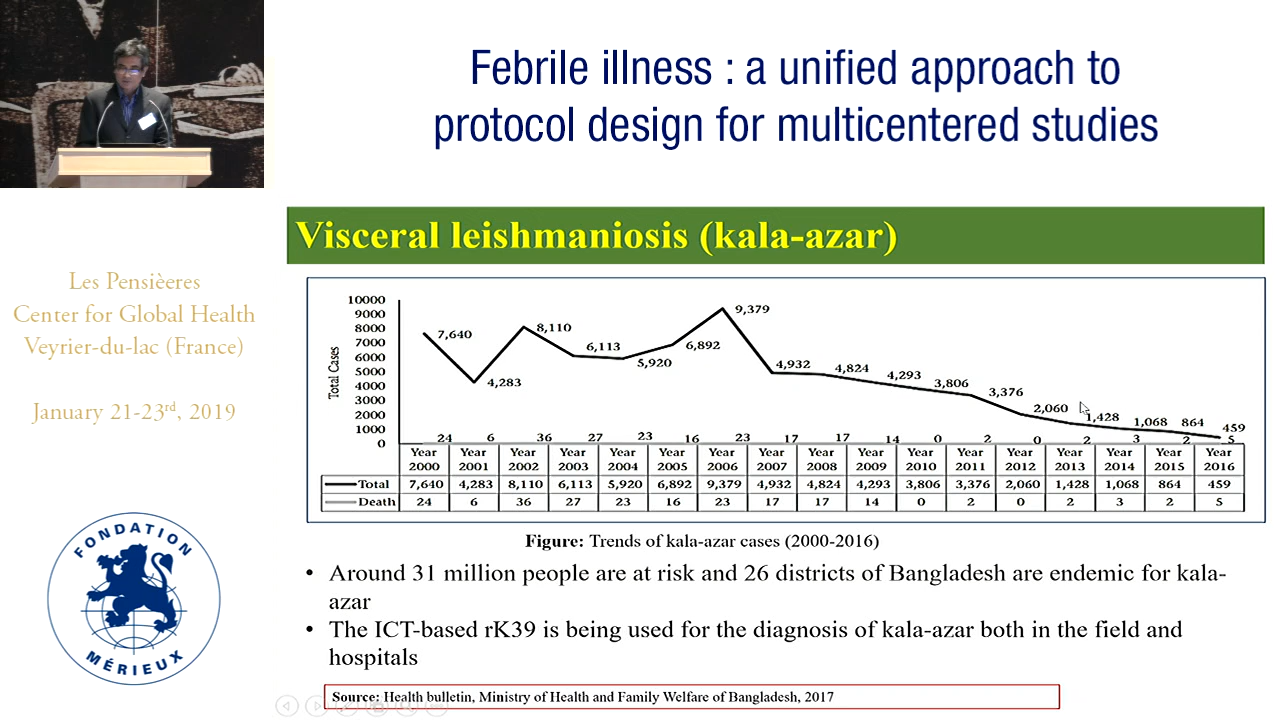 Febrile illness : a unified approach to
protocol design for multicentered studies
Les Pensièeres
Center for Global Health
Veyrier-du-lac (France)
January 21-23rd, 2019
FONDATION
MÉRIEUX
Visceral leishmaniosis (kala-azar)
Total Cases
10000
9000
8000
7000
6000
5000
4000
3000
2000
1000
0
7,640 4,283 8,110 6,113 5,920 6,892 9,379 4,932 4,824 4,293 3,806 3,376 2,060 1,428 1,068 864 459
24 6 36 27 23 16 23 17 17 14 0 2 0 2 3 2 5
Year Year Year Year Year Year Year Year Year Year Year Year Year Year Year Year Year
2000 2001 2002 2003 2004 2005 2006 2007 2008 2009 2010 2011 2012 2013 2014 2015 2016
Total 7,640 4,283 8,110 6,113 5,920 6,892 9,379 4,932 4,824 4,293 3,806 3,376 2,060 1,428 1,068 864 459
Death 24 6 36 27 23 16 23 17 17 14 0 2 0 2 3 2 5
Figure: Trends of kala-azar cases (2000-2016)
• Around 31 million people are at risk and 26 districts of Bangladesh are endemic for kala-
azar
• The ICT-based rK39 is being used for the diagnosis of kala-azar both in the field and
hospitals
Source: Health bulletin, Ministry of Health and Family Welfare of Bangladesh, 2017